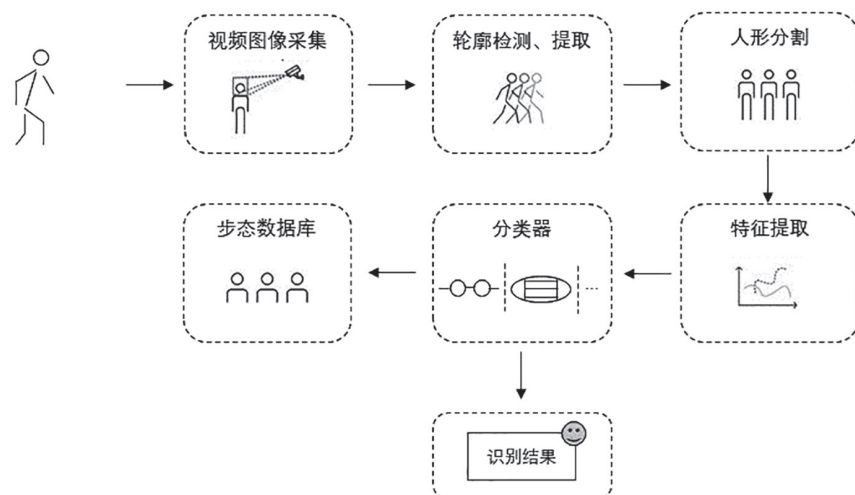 视频图像采集
轮廓检测、提取
人形分割
特征提取
分类器
步态数据库
识别结果